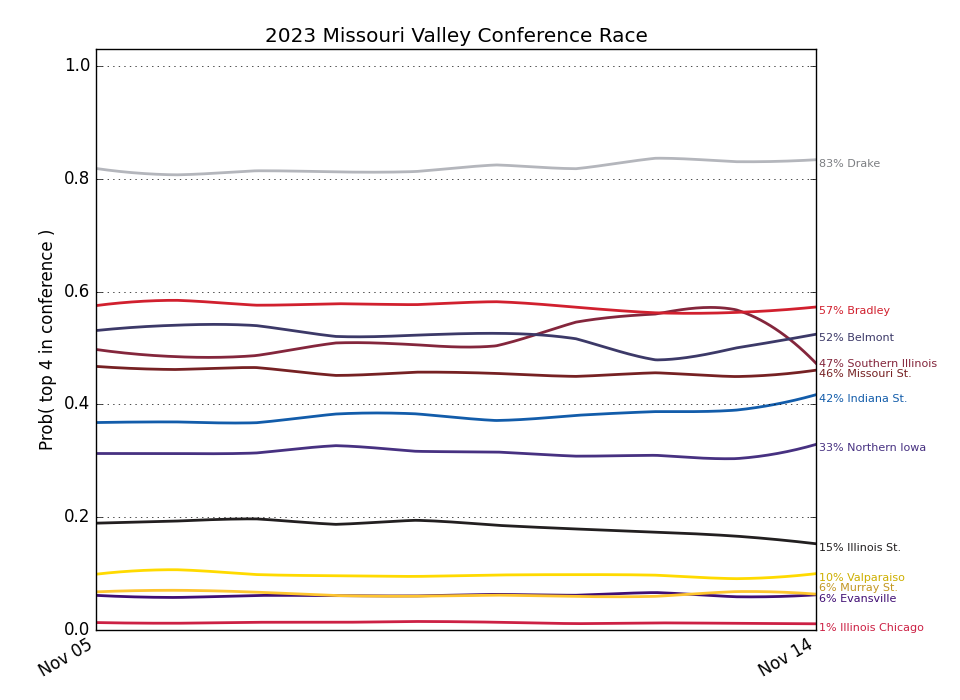 2023 Missouri Valley Conference Race
Prob( top 4 in conference )
1.0
0.8
0.6
0.4
0.2
0.0
Nov 05
Nov 14
83% Drake
57% Bradley
52% Belmont
47% Southern Illinois
46% Missouri St.
42% Indiana St.
33% Northern Iowa
15% Illinois St.
10% Valparaiso
6% Murray St.
6% Evansville
1% Illinois Chicago